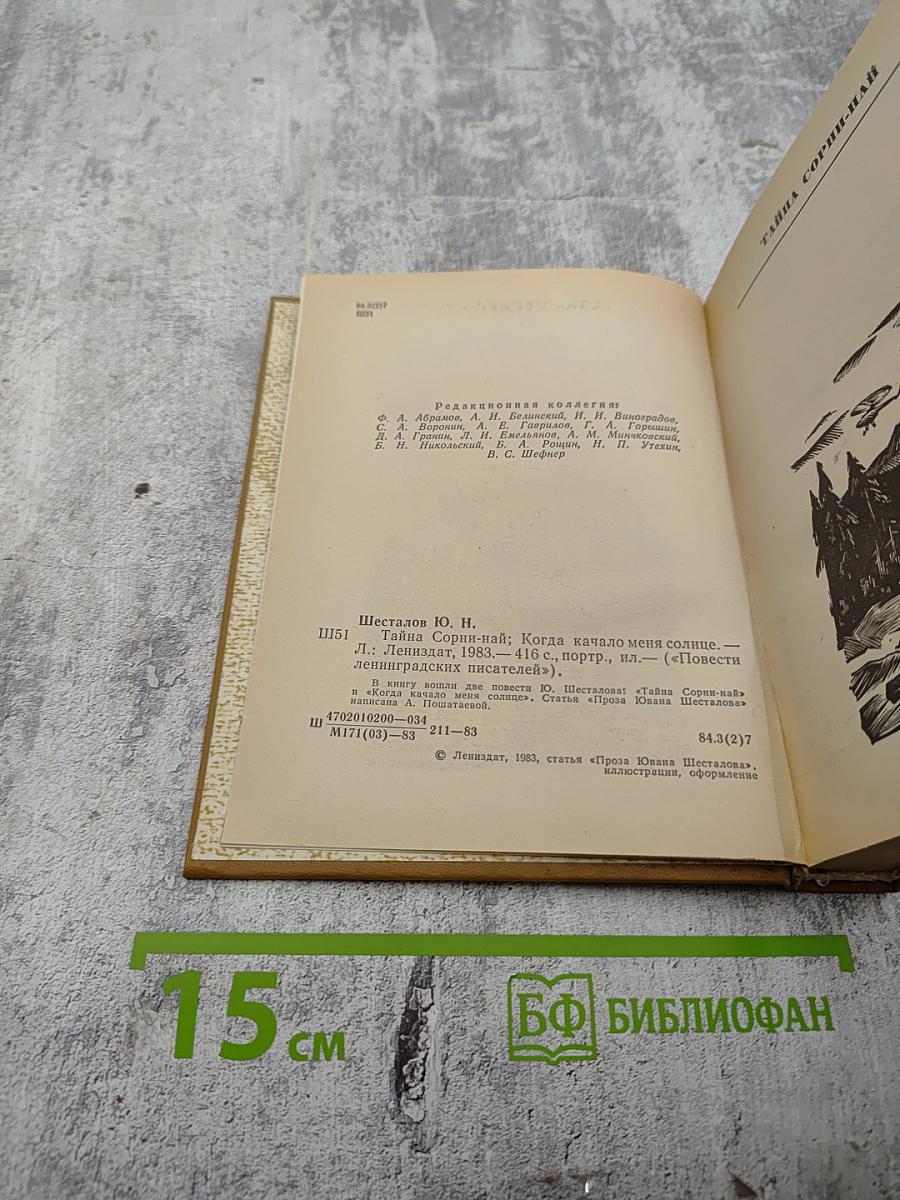 84.3(2)7
Ш51
Редакционная коллегия:
Ф. А. Абрамов, А. И. Белинский, И. И. Виноградов,
С. А. Воронин, А. Е. Гаврилов, Г. А. Горышин,
Д. А. Гранин, Л. И. Емельянов, А. М. Минчковский,
Б. Н. Никольский, Б. А. Рощин, Н. П. Утехин,
В. С. Шефнер
Шесталов Ю. Н.
Ш51 Тайна Сорни-най; Когда качало меня солнце. —
Л.: Лениздат, 1983.— 416 с., портр., ил.— («Повести
ленинградских писателей»).
В книгу вошли две повести Ю. Шесталова: «Тайна Сорни-най»
и «Когда качало меня солнце». Статья «Проза Ювана Шесталова»
написана А. Пошатаевой.
Ш 4702010200—034
М171(03)—83 211—83
84.3(2)7
© Лениздат, 1983, статья «Проза Ювана Шесталова»,
иллюстрации, оформление
ТАЙНА СОРНИ-НАЙ
15 см
БФ БИБЛИОФАН